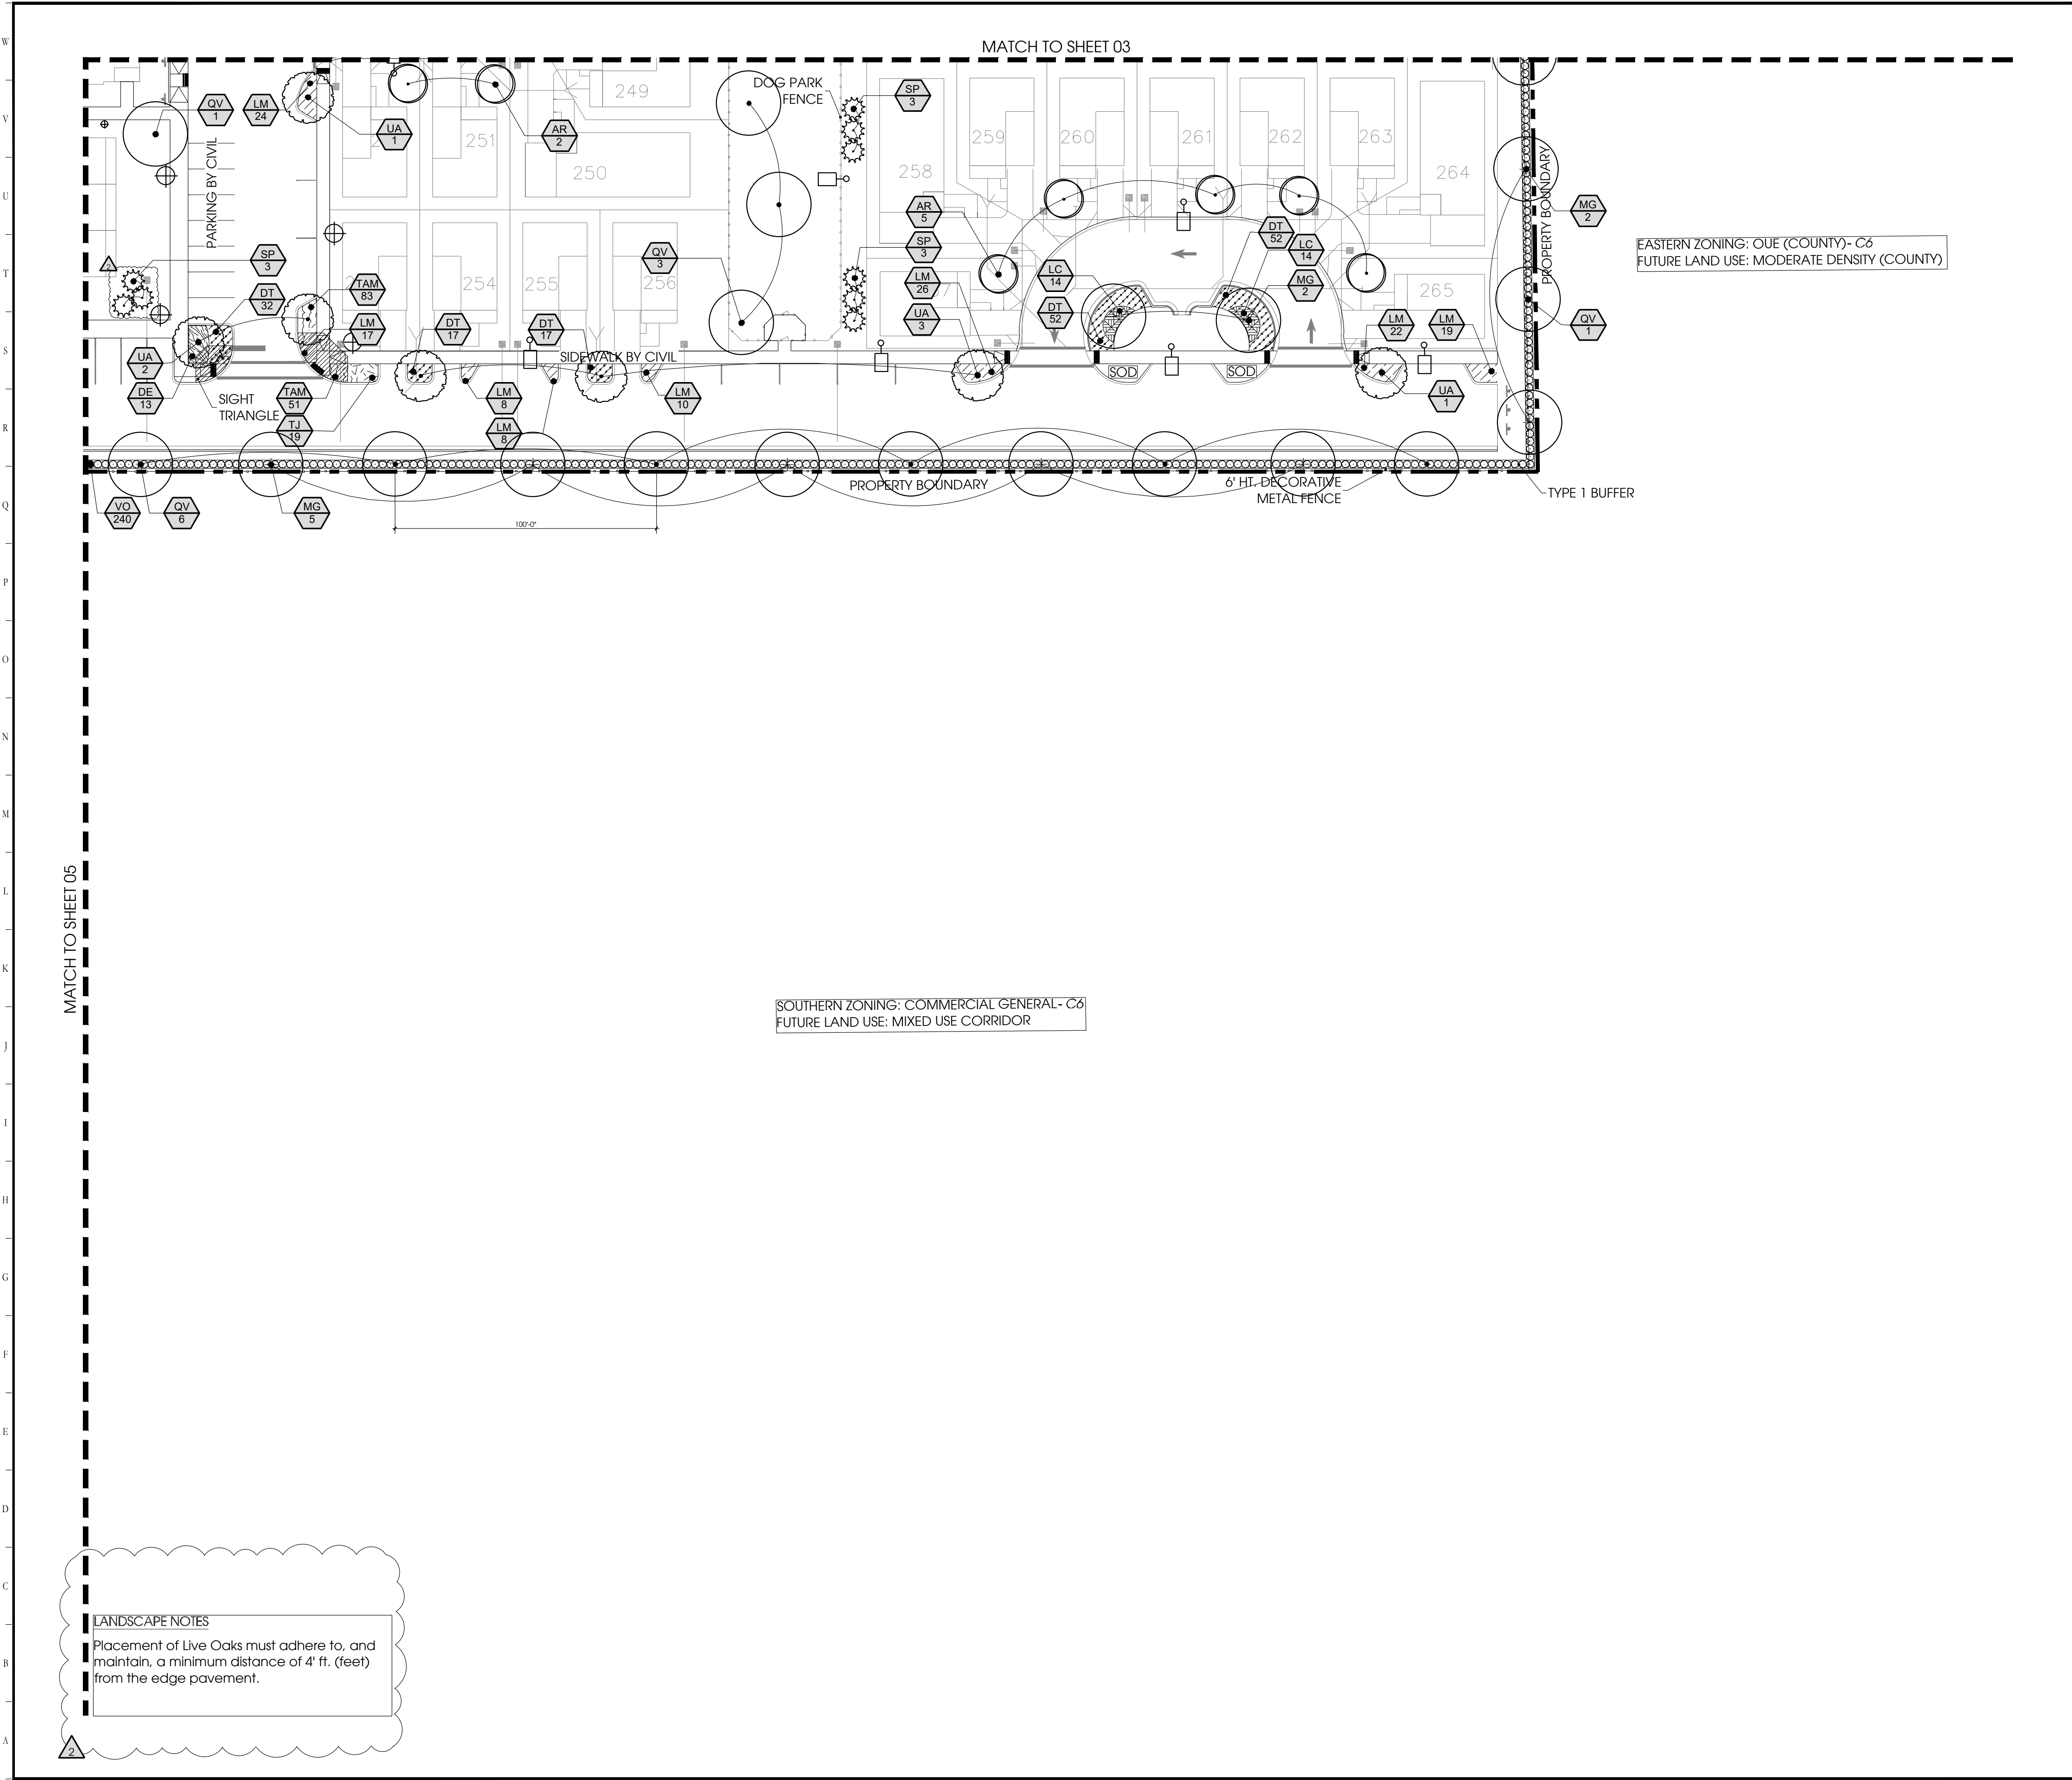 W
V
U
T
S
R
Q
P
O
N
M
L
K
J
I
H
G
F
E
D
C
B
A
MATCH TO SHEET 03
MATCH TO SHEET 05
QV
1
LM
24
UA
1
AR
2
249
251
250
DOG PARK
FENCE
SP
3
258
259
260
261
262
263
264
PARKING BY CIVIL
PROPERTY BOUNDARY
MG
2
EASTERN ZONING: OUE (COUNTY)- C6
FUTURE LAND USE: MODERATE DENSITY (COUNTY)
AR
5
SP
3
LM
26
UA
3
DT
52
LC
14
MG
2
LC
14
DT
52
265
2
SP
3
DT
32
TAM
83
LM
17
254
255
256
QV
3
DT
17
DT
17
LM
22
LM
19
QV
1
SIDEWALK BY CIVIL
UA
2
DE
13
SIGHT
TRIANGLE
TAM
51
TJ
19
LM
8
LM
8
LM
10
SOD
SOD
UA
1
PROPERTY BOUNDARY
6' HT. DECORATIVE
METAL FENCE
TYPE 1 BUFFER
VO
240
QV
6
MG
5
100'-0"
SOUTHERN ZONING: COMMERCIAL GENERAL- C6
FUTURE LAND USE: MIXED USE CORRIDOR
LANDSCAPE NOTES
Placement of Live Oaks must adhere to, and
maintain, a minimum distance of 4' ft. (feet)
from the edge pavement.
2